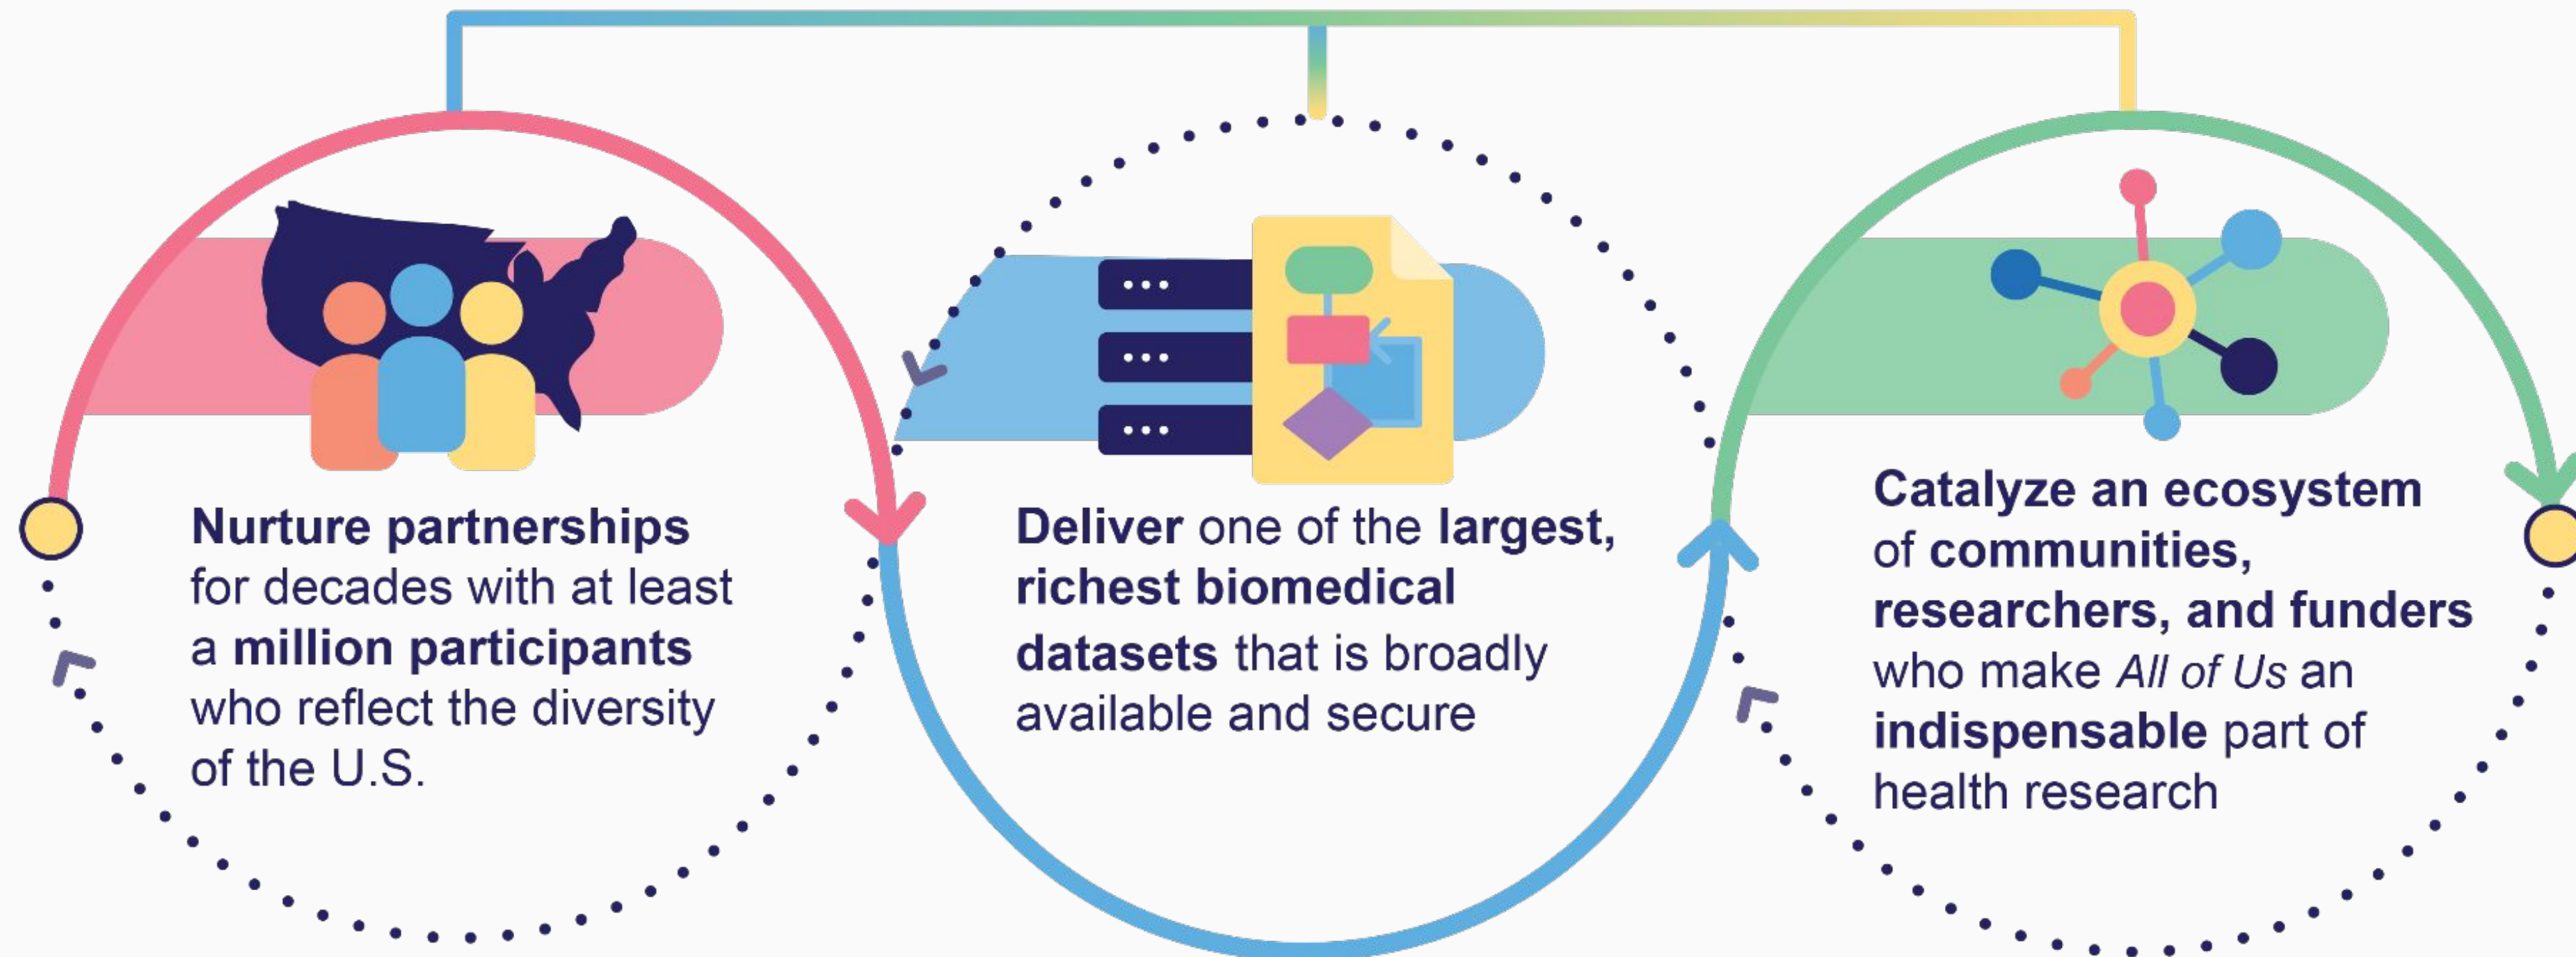 Nurture partnerships
for decades with at least
a million participants
who reflect the diversity
of the U.S.
Deliver one of the largest,
richest biomedical
datasets that is broadly
available and secure
Catalyze an ecosystem
of communities,
researchers, and funders
who make All of Us an
indispensable part of
health research